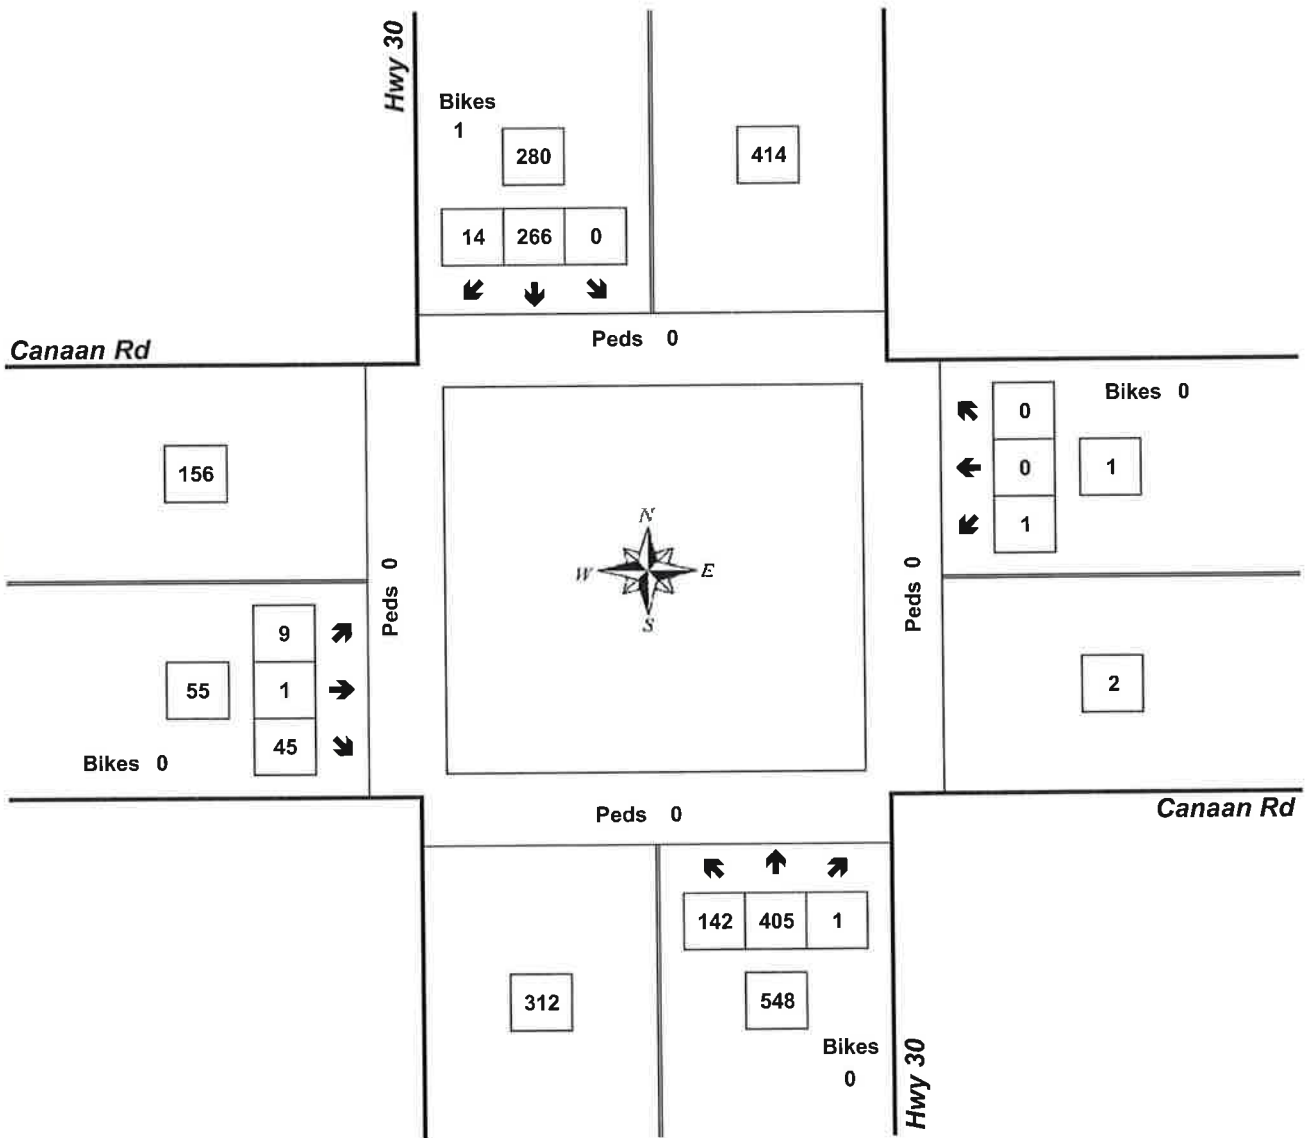 Hwy 30
Bikes
1
280
414
14 266 0
Peds 0
Canaan Rd
Bikes 0
0
156
0 1
1
N
W E
S
Peds 0
Peds 0
9
55 1
45
Bikes 0
2
Canaan Rd
Peds 0
142 405 1
312
548
Bikes
0
Hwy 30